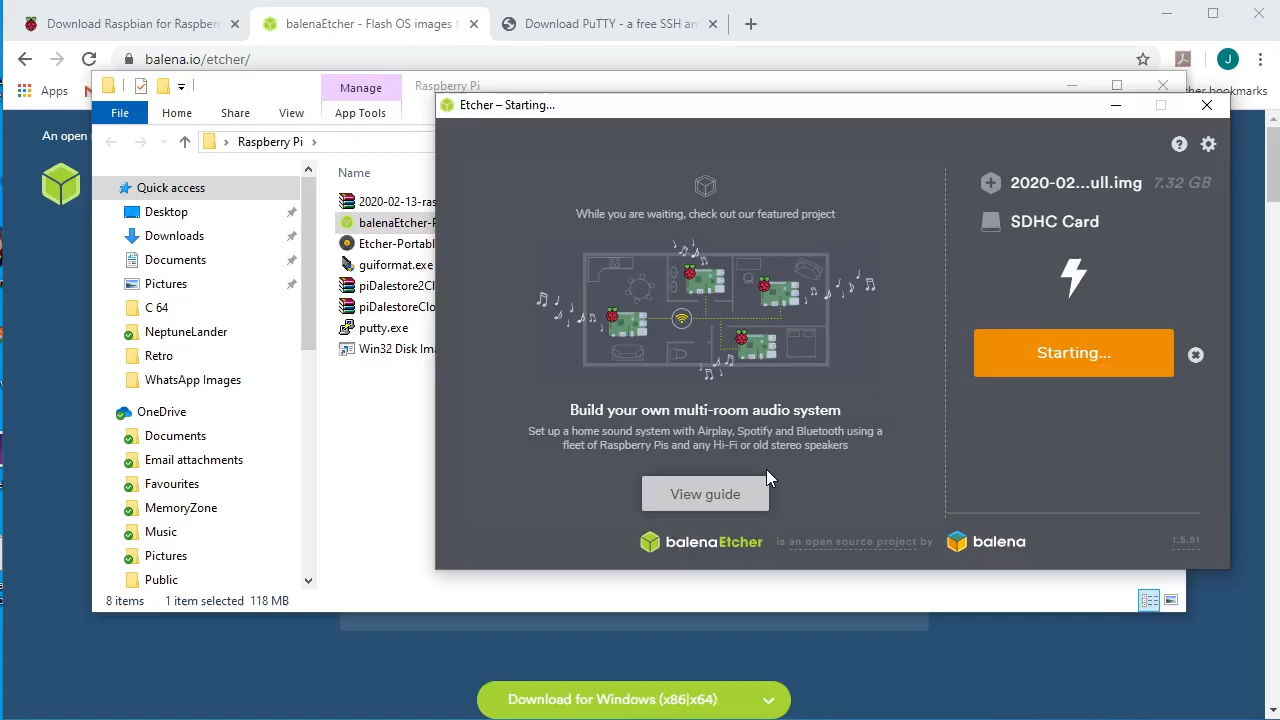 Download Raspbian for Raspberr
balenaEtcher - Flash OS images t
Download PuTTY - a free SSH an
balena.io/etcher/
J
Apps
M
her bookmarks
An open s
Manage
Raspberry Pi
File
Home
Share
View
App Tools
Raspberry Pi
Quick access
Desktop
Downloads
Documents
Pictures
C 64
NeptuneLander
Retro
WhatsApp Images
OneDrive
Documents
Email attachments
Favourites
MemoryZone
Music
Pictures
Public
Name
2020-02-13-ras
balenaEtcher-P
Etcher-Portabl
guiformat.exe
piDalestore2Cl
piDalestoreClo
putty.exe
Win32 Disk Ima
8 items
1 item selected
118 MB
Etcher – Starting...
While you are waiting, check out our featured project
Build your own multi-room audio system
Set up a home sound system with Airplay, Spotify and Bluetooth using a
fleet of Raspberry Pis and any Hi-Fi or old stereo speakers
View guide
balenaEtcher is an open source project by balena
2020-02...ull.img 7.32 GB
SDHC Card
Starting...
1.5.51
Download for Windows (x86|x64)